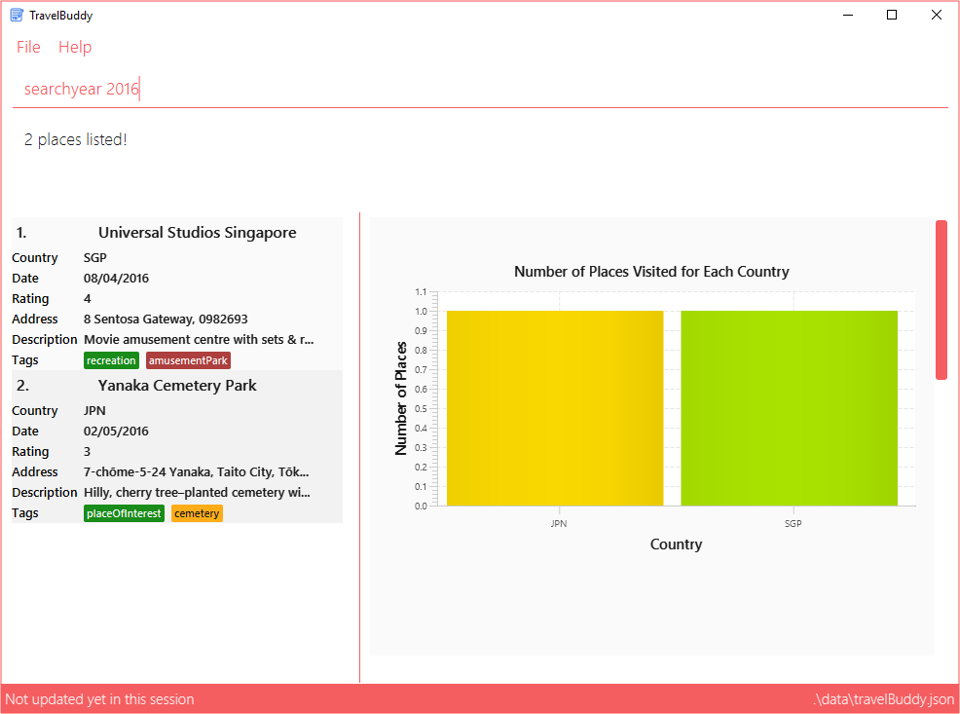 TravelBuddy
File Help
searchyear 2016
2 places listed!
1. Universal Studios Singapore
Country SGP
Date 08/04/2016
Rating 4
Address 8 Sentosa Gateway, 0982693
Description Movie amusement centre with sets & r...
Tags recreation amusementPark
2. Yanaka Cemetery Park
Country JPN
Date 02/05/2016
Rating 3
Address 7-chōme-5-24 Yanaka, Taito City, Tōk...
Description Hilly, cherry tree–planted cemetery wi...
Tags placeOfInterest cemetery
Number of Places Visited for Each Country
Number of Places
1.1
1.0
0.9
0.8
0.7
0.6
0.5
0.4
0.3
0.2
0.1
0.0
JPN SGP
Country
Not updated yet in this session .\data\travelBuddy.json